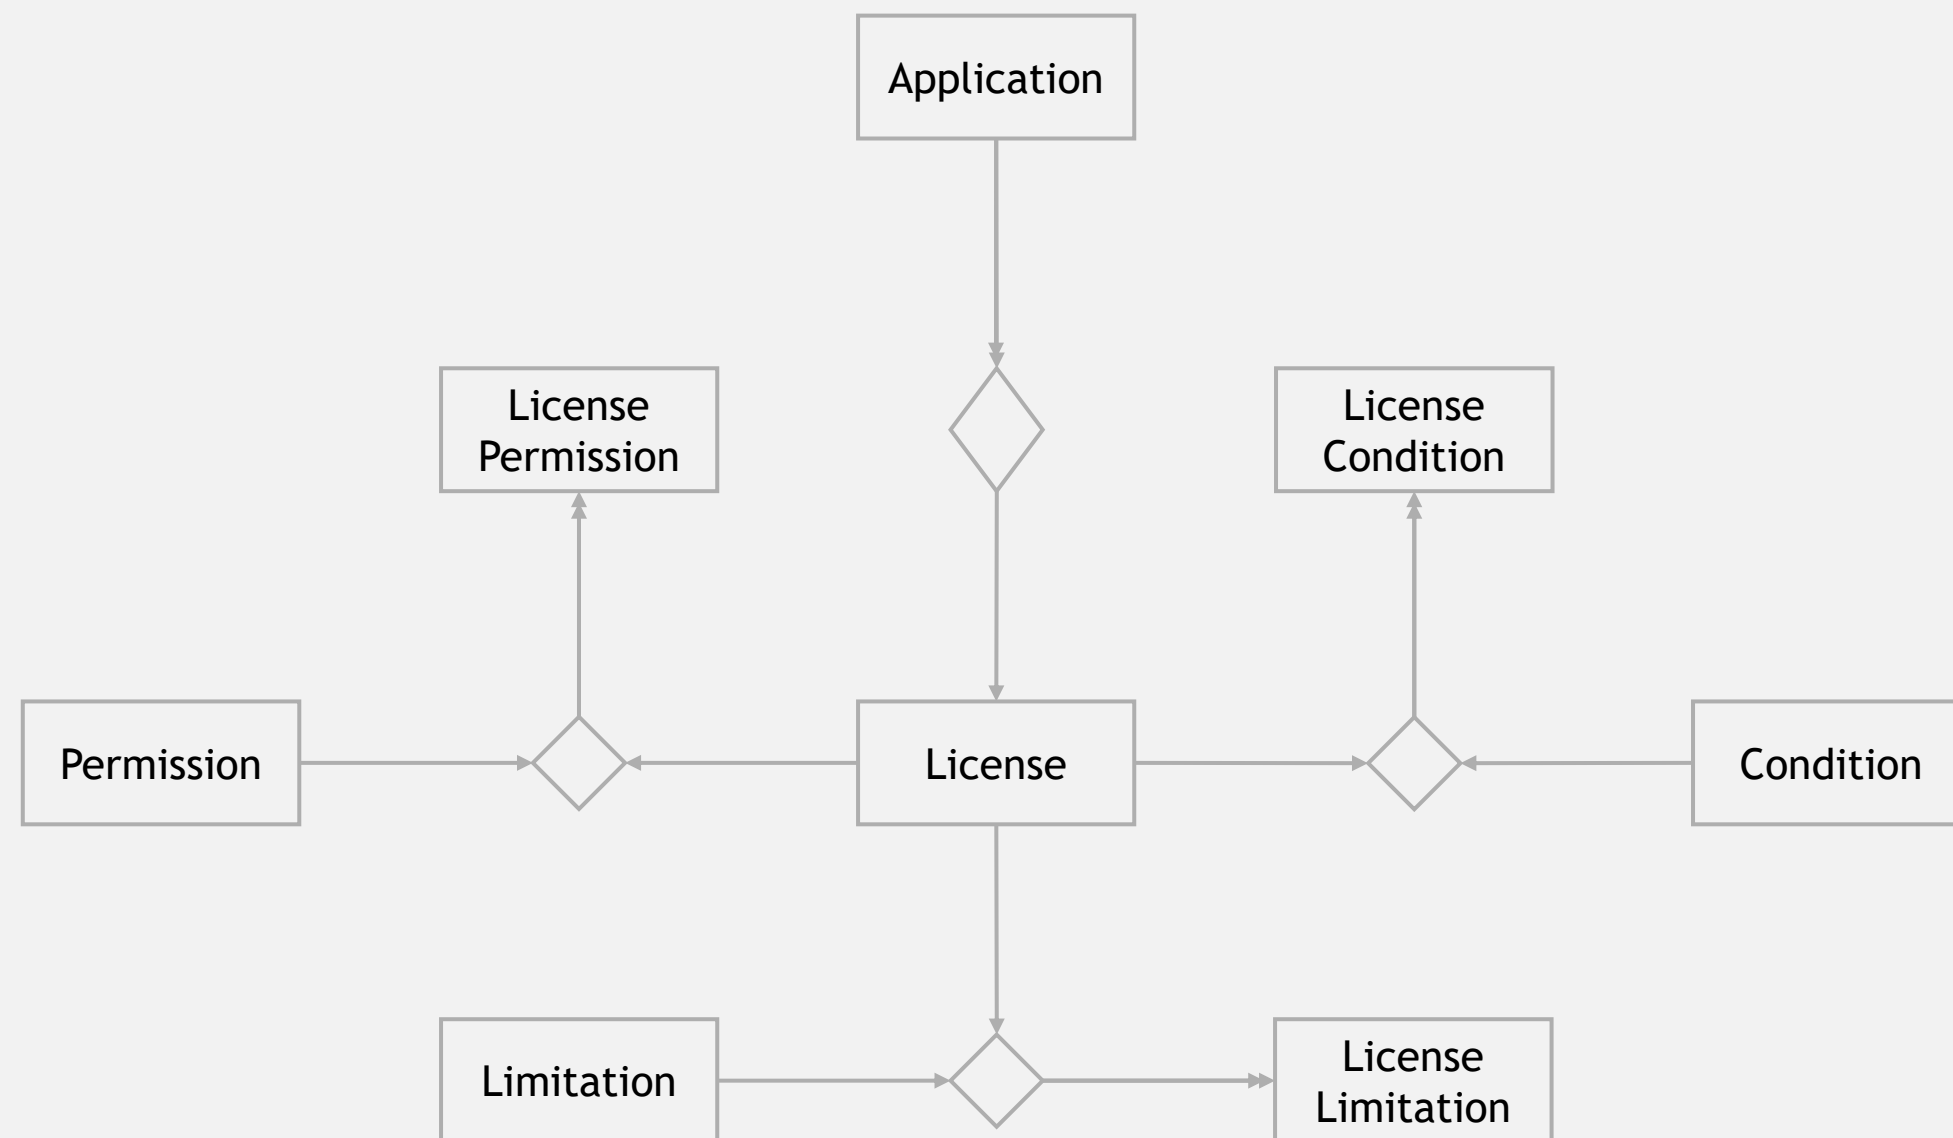 Application
License
Permission
License
Condition
Permission
License
Condition
Limitation
License
Limitation